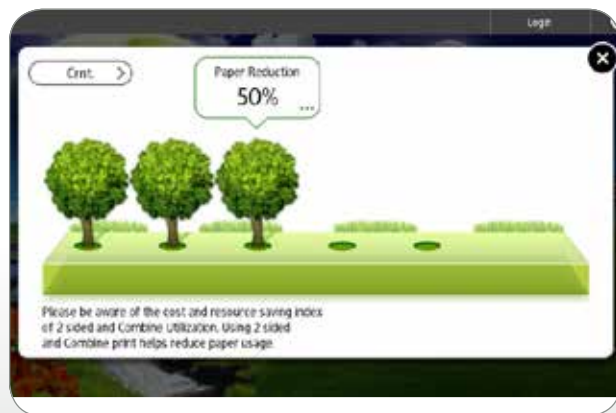 Login
Crnt.
Paper Reduction
50%
...
Please be aware of the cost and resource saving index
of 2 sided and Combine Utilization. Using 2 sided
and Combine print helps reduce paper usage.